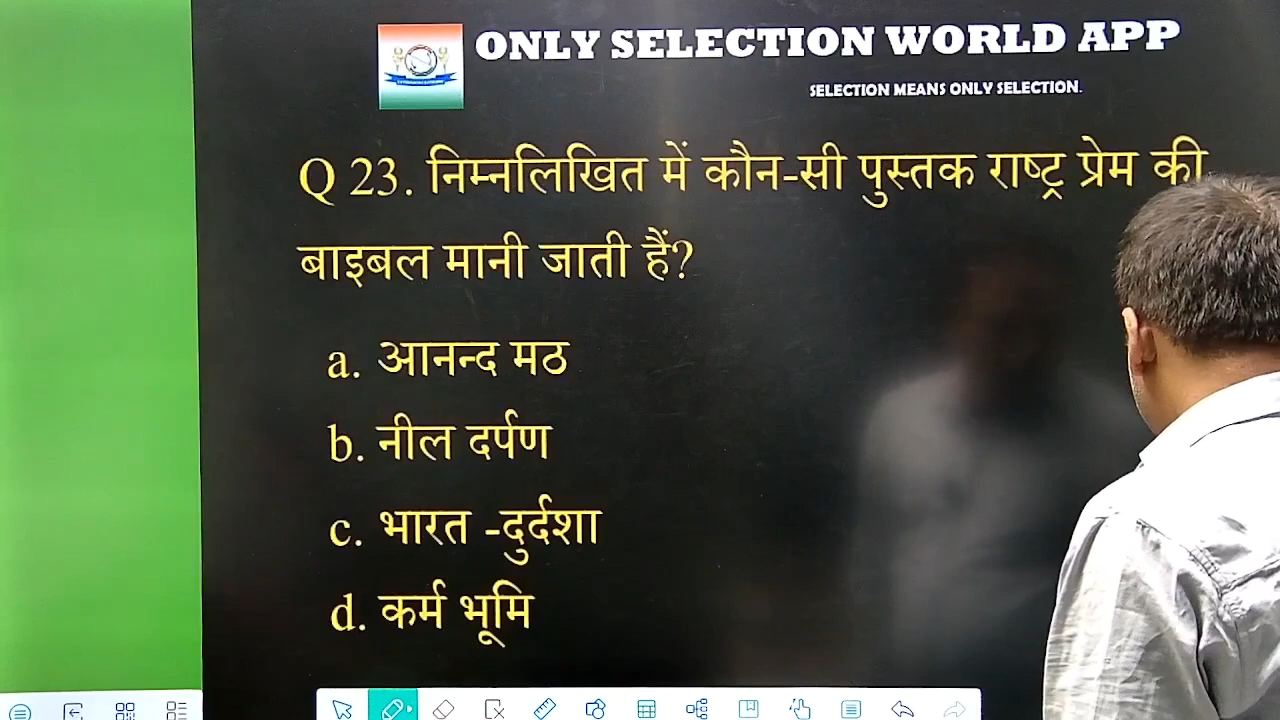 ONLY SELECTION WORLD APP
SELECTION MEANS ONLY SELECTION.
Q 23. निम्नलिखित में कौन-सी पुस्तक राष्ट्र प्रेम की
बाइबल मानी जाती हैं?
a. आनन्द मठ
b. नील दर्पण
c. भारत -दुर्दशा
d. कर्म भूमि